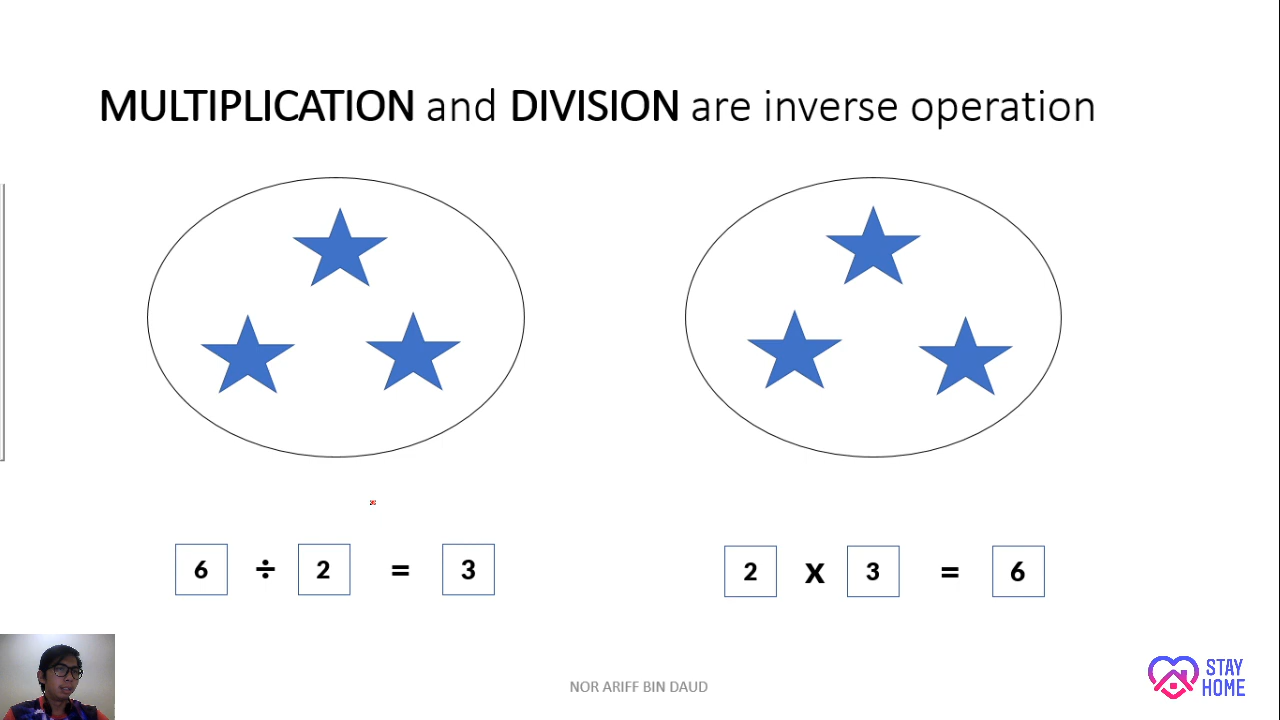 MULTIPLICATION and DIVISION are inverse operation
6 ÷ 2 = 3
2 x 3 = 6
NOR ARIFF BIN DAUD
STAY
HOME